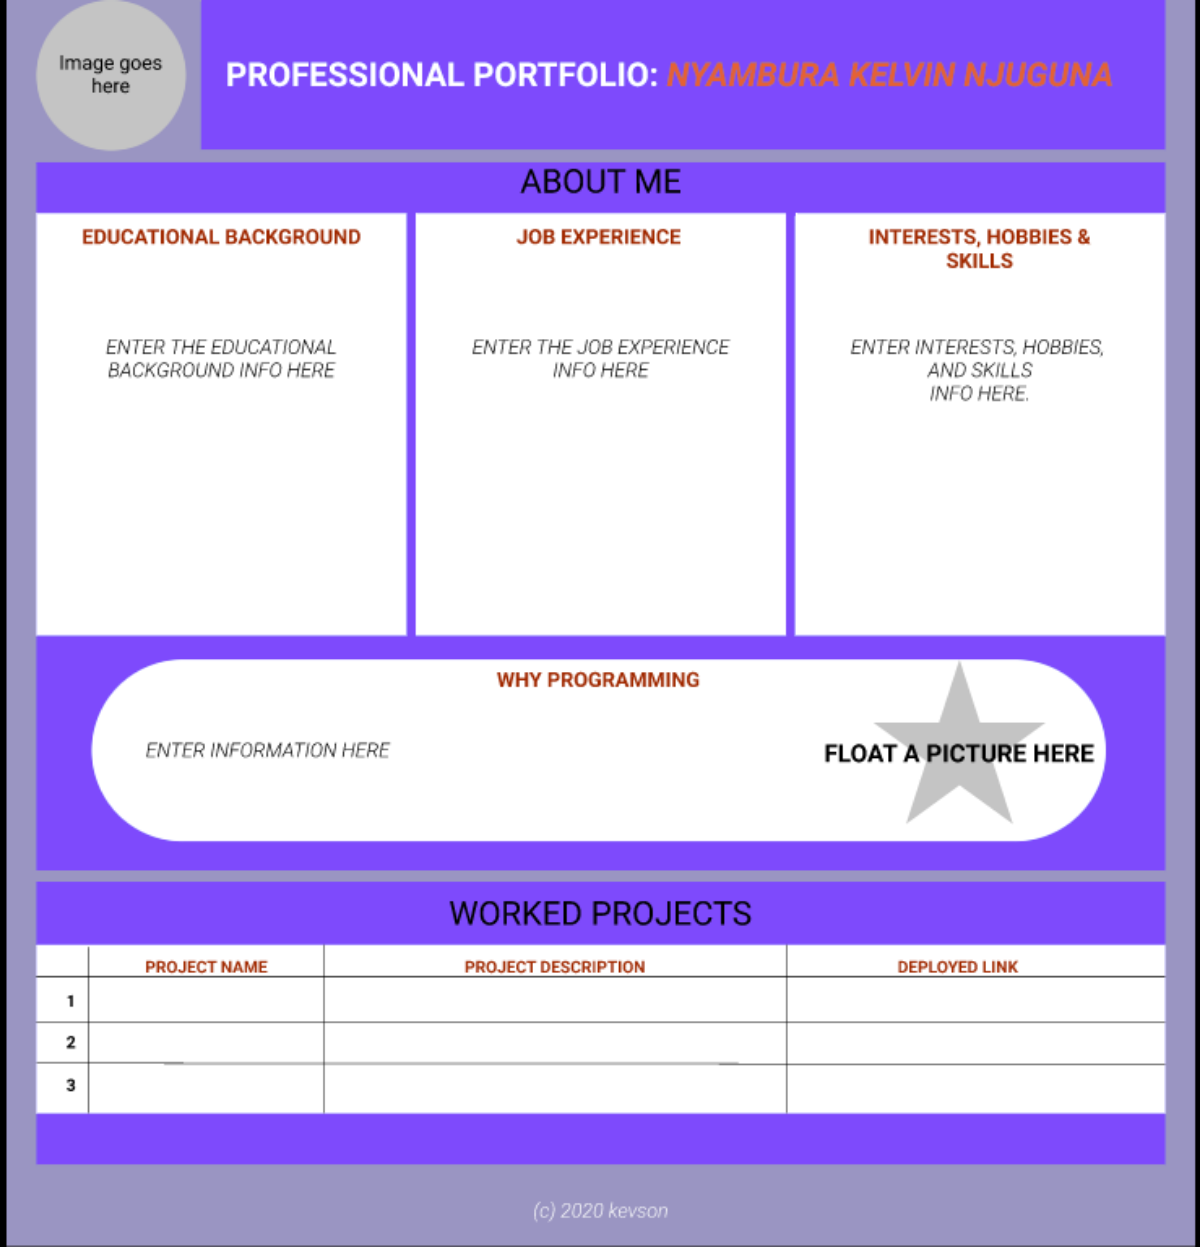 Image goes
here
PROFESSIONAL PORTFOLIO: NYAMBURA KELVIN NJUGUNA
ABOUT ME
EDUCATIONAL BACKGROUND
ENTER THE EDUCATIONAL
BACKGROUND INFO HERE
JOB EXPERIENCE
ENTER THE JOB EXPERIENCE
INFO HERE
INTERESTS, HOBBIES &
SKILLS
ENTER INTERESTS, HOBBIES,
AND SKILLS
INFO HERE.
WHY PROGRAMMING
ENTER INFORMATION HERE
FLOAT A PICTURE HERE
WORKED PROJECTS
PROJECT NAME PROJECT DESCRIPTION DEPLOYED LINK
1
2
3
(c) 2020 kevson